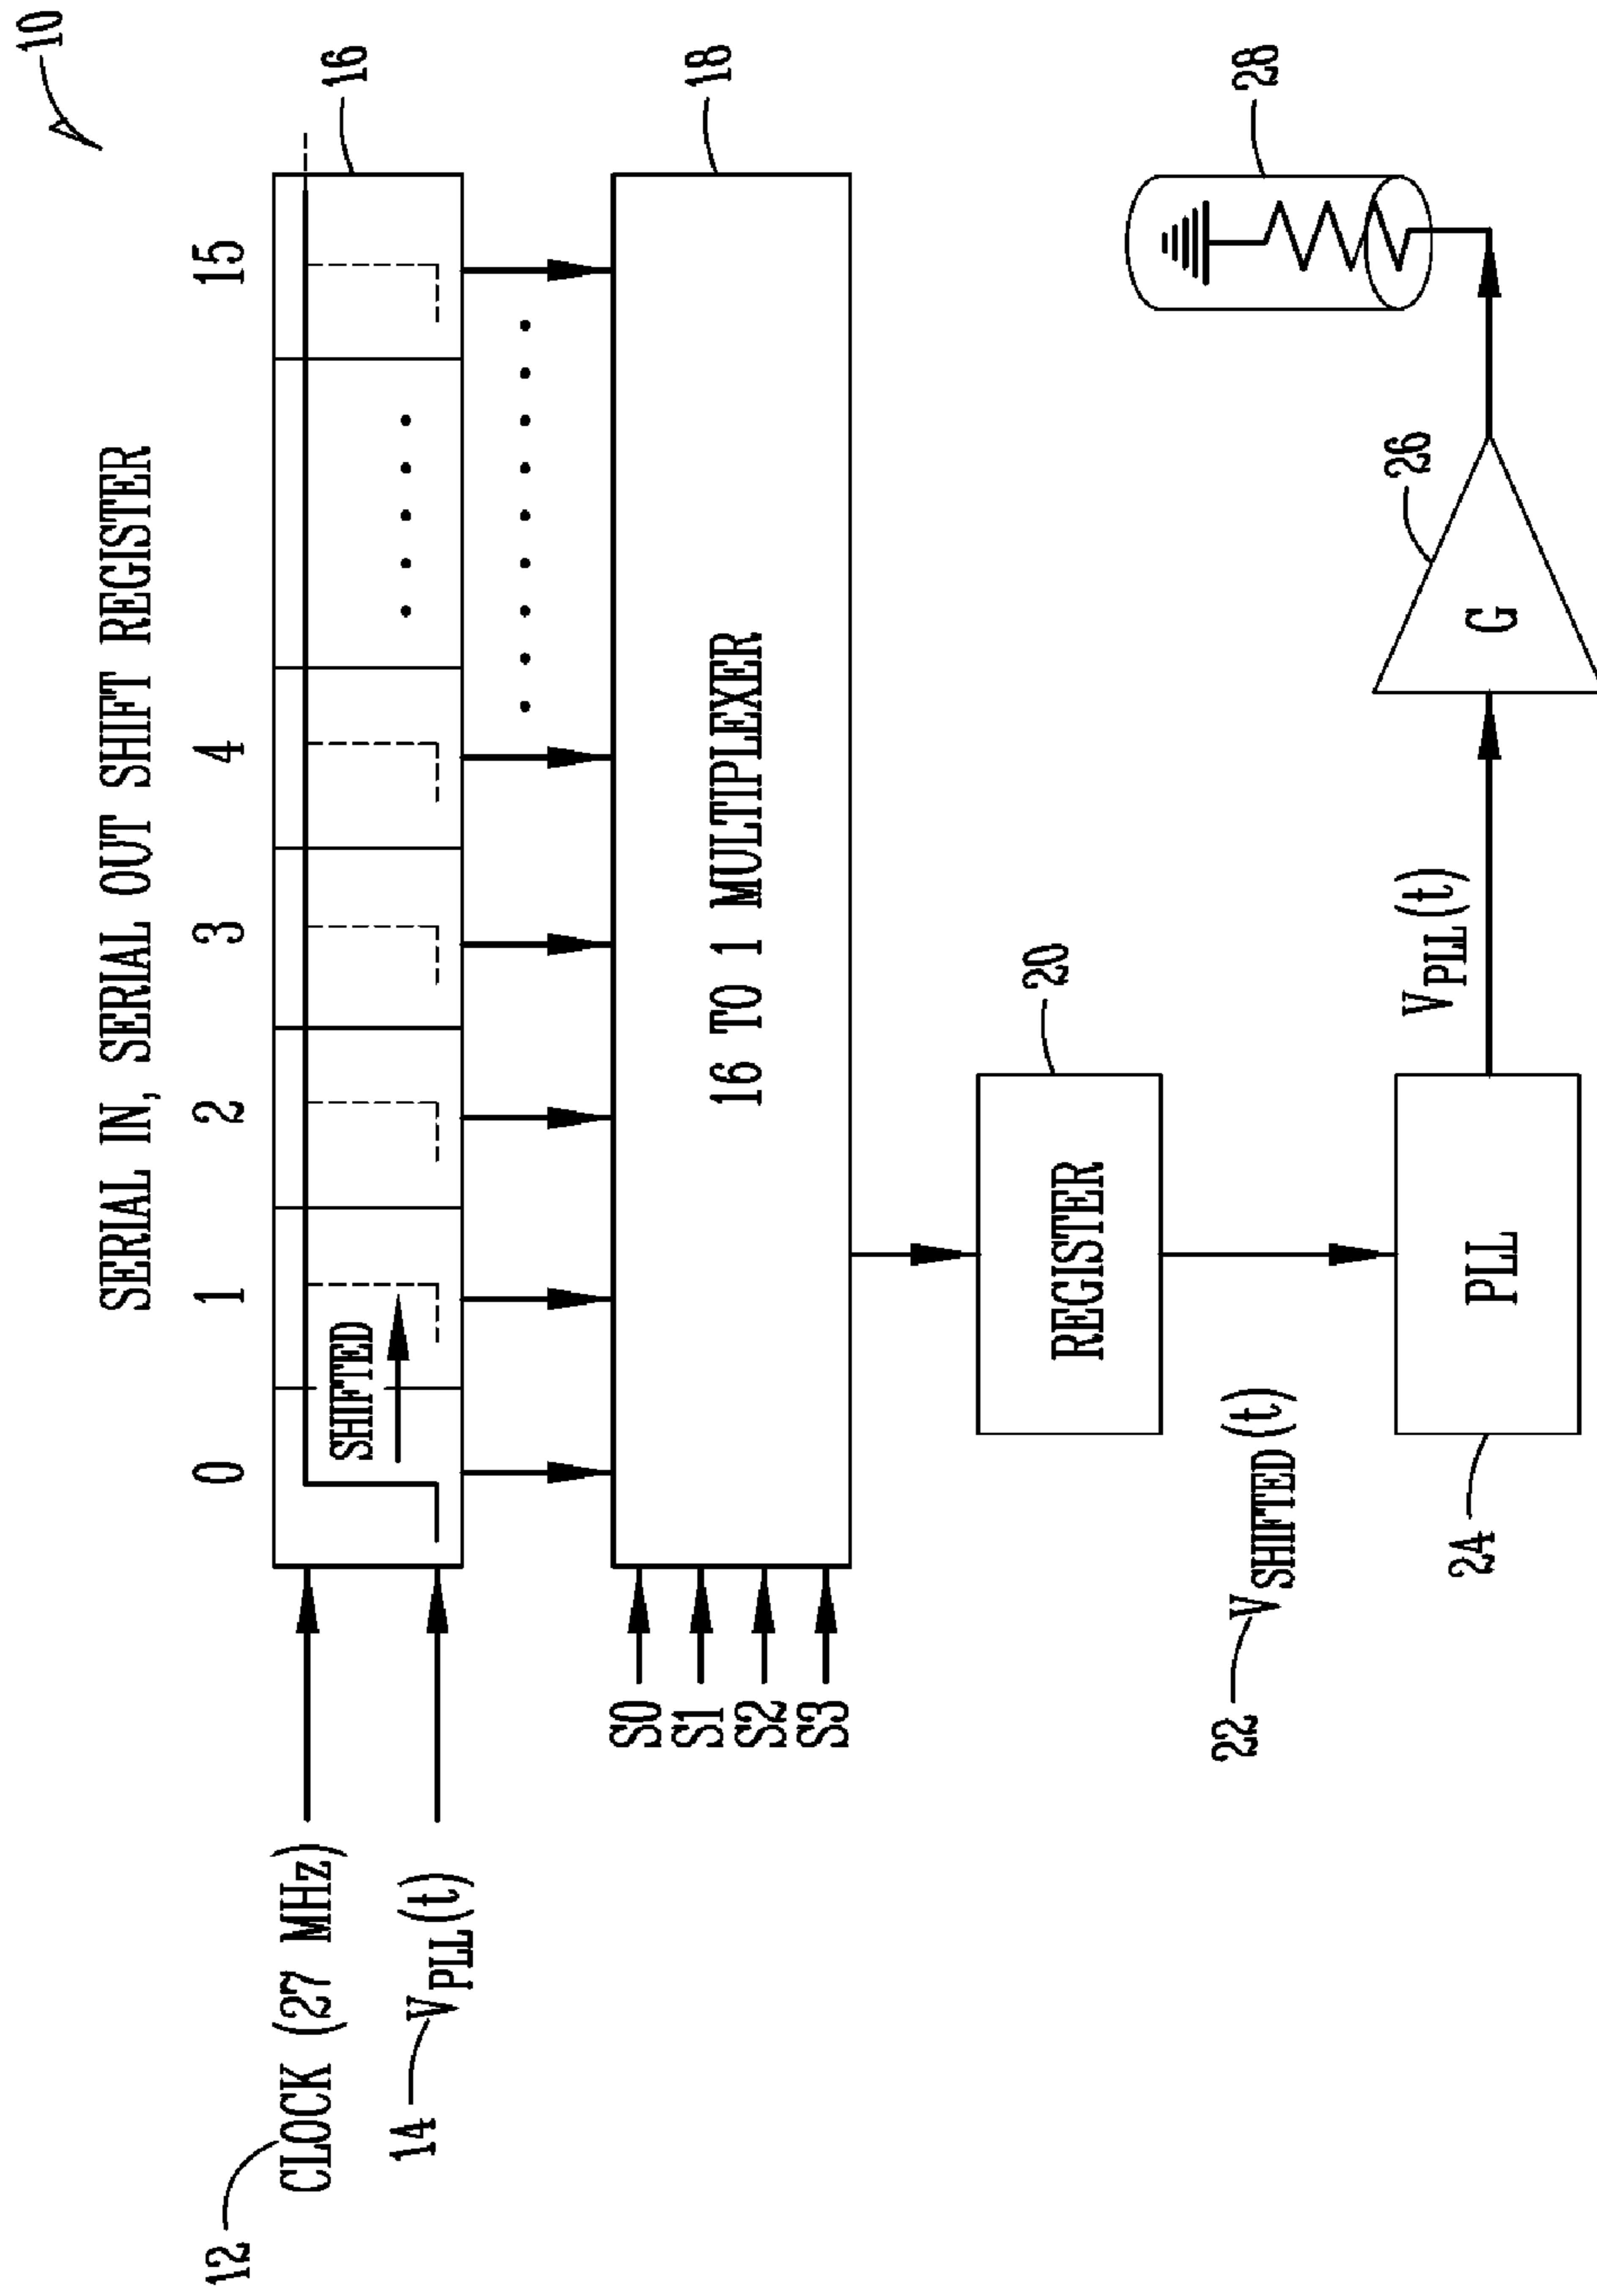 10
SERIAL IN, SERIAL OUT SHIFT REGISTER
0 1 2 3 4 15
12
CLOCK (27 MHz)
SHIFTED
16
14
VPLL(t)
S0
S1
S2
S3
16 TO 1 MULTIPLEXER
18
REGISTER
20
22
VSHIFTED(t)
24
PLL
VPLL(t)
G
26
28